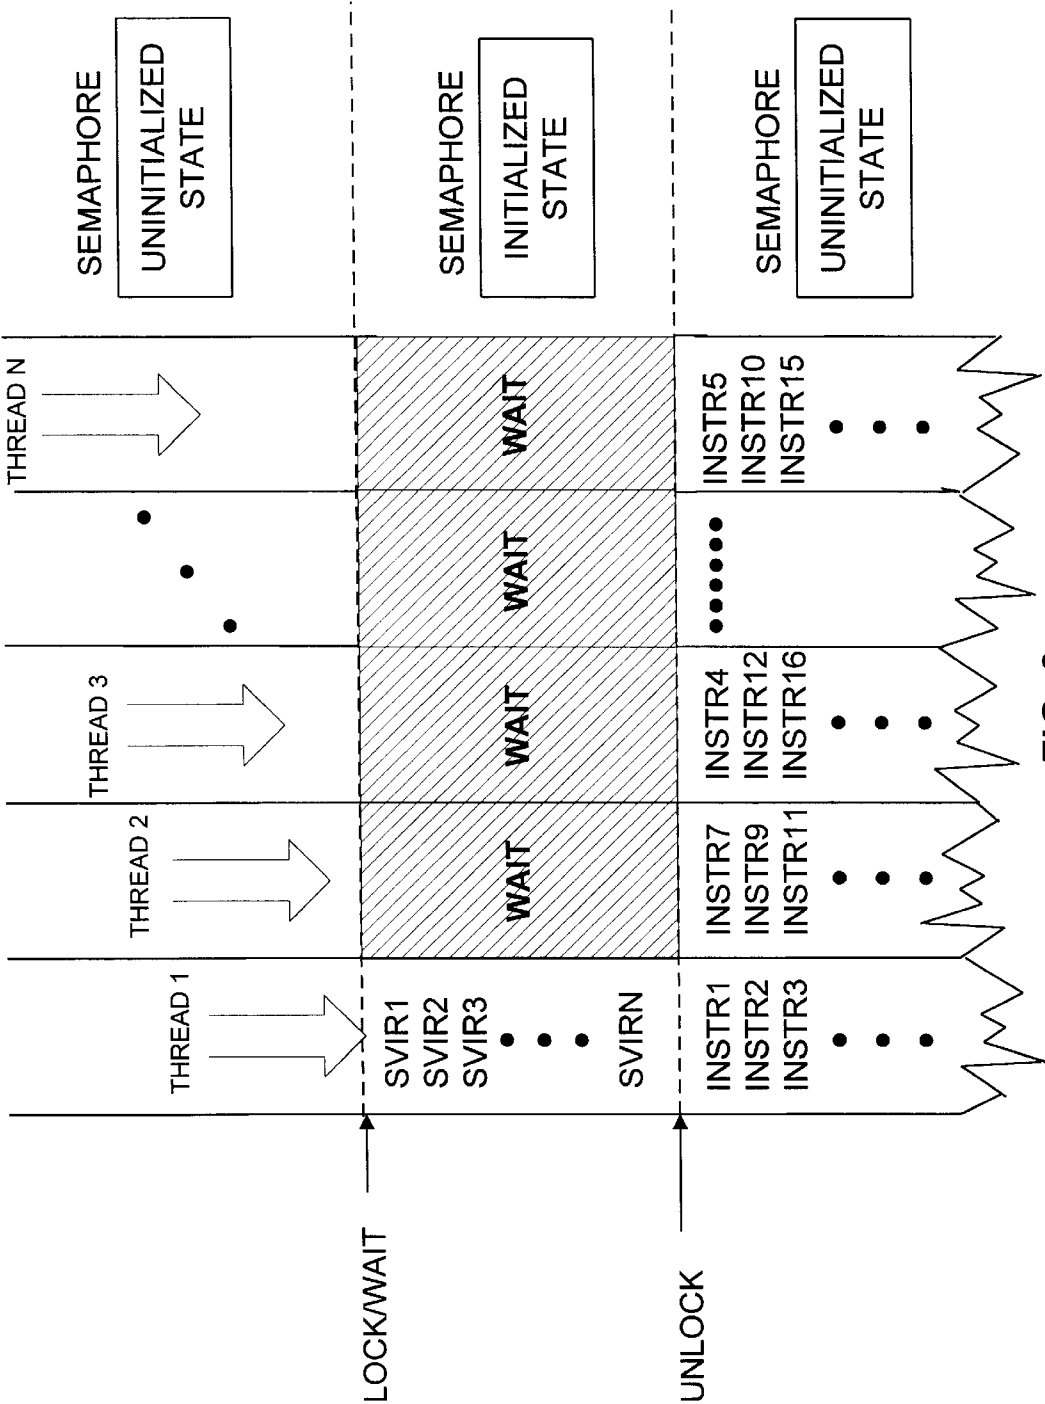 THREAD 1
THREAD 2
THREAD 3
THREAD N
SEMAPHORE
UNINITIALIZED
STATE
LOCK/WAIT
SVIR1
SVIR2
SVIR3
SVIRN
WAIT
WAIT
WAIT
WAIT
SEMAPHORE
INITIALIZED
STATE
UNLOCK
INSTR1
INSTR2
INSTR3
INSTR7
INSTR9
INSTR11
INSTR4
INSTR12
INSTR16
INSTR5
INSTR10
INSTR15
SEMAPHORE
UNINITIALIZED
STATE